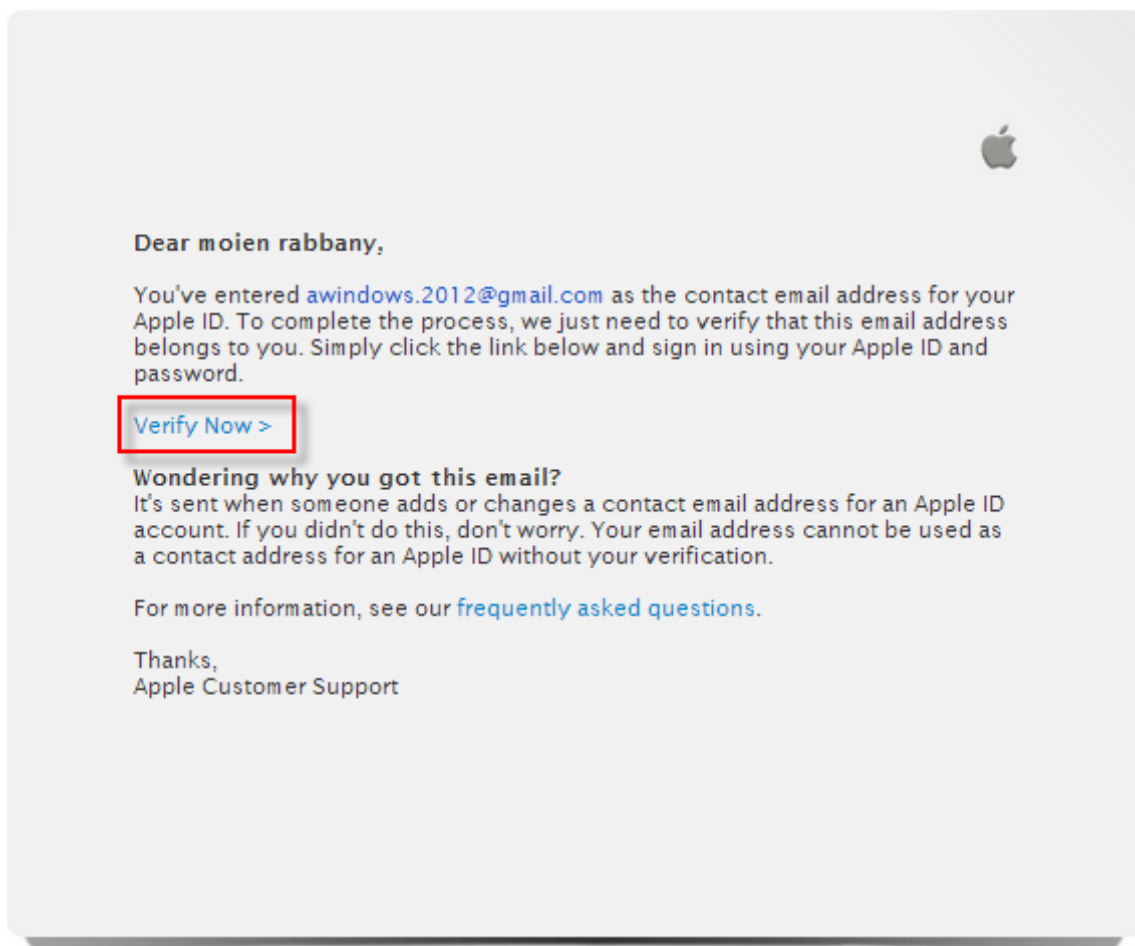 Dear moien rabbany,
You've entered awindows.2012@gmail.com as the contact email address for your
Apple ID. To complete the process, we just need to verify that this email address
belongs to you. Simply click the link below and sign in using your Apple ID and
password.
Verify Now >
Wondering why you got this email?
It's sent when someone adds or changes a contact email address for an Apple ID
account. If you didn't do this, don't worry. Your email address cannot be used as
a contact address for an Apple ID without your verification.
For more information, see our frequently asked questions.
Thanks,
Apple Customer Support